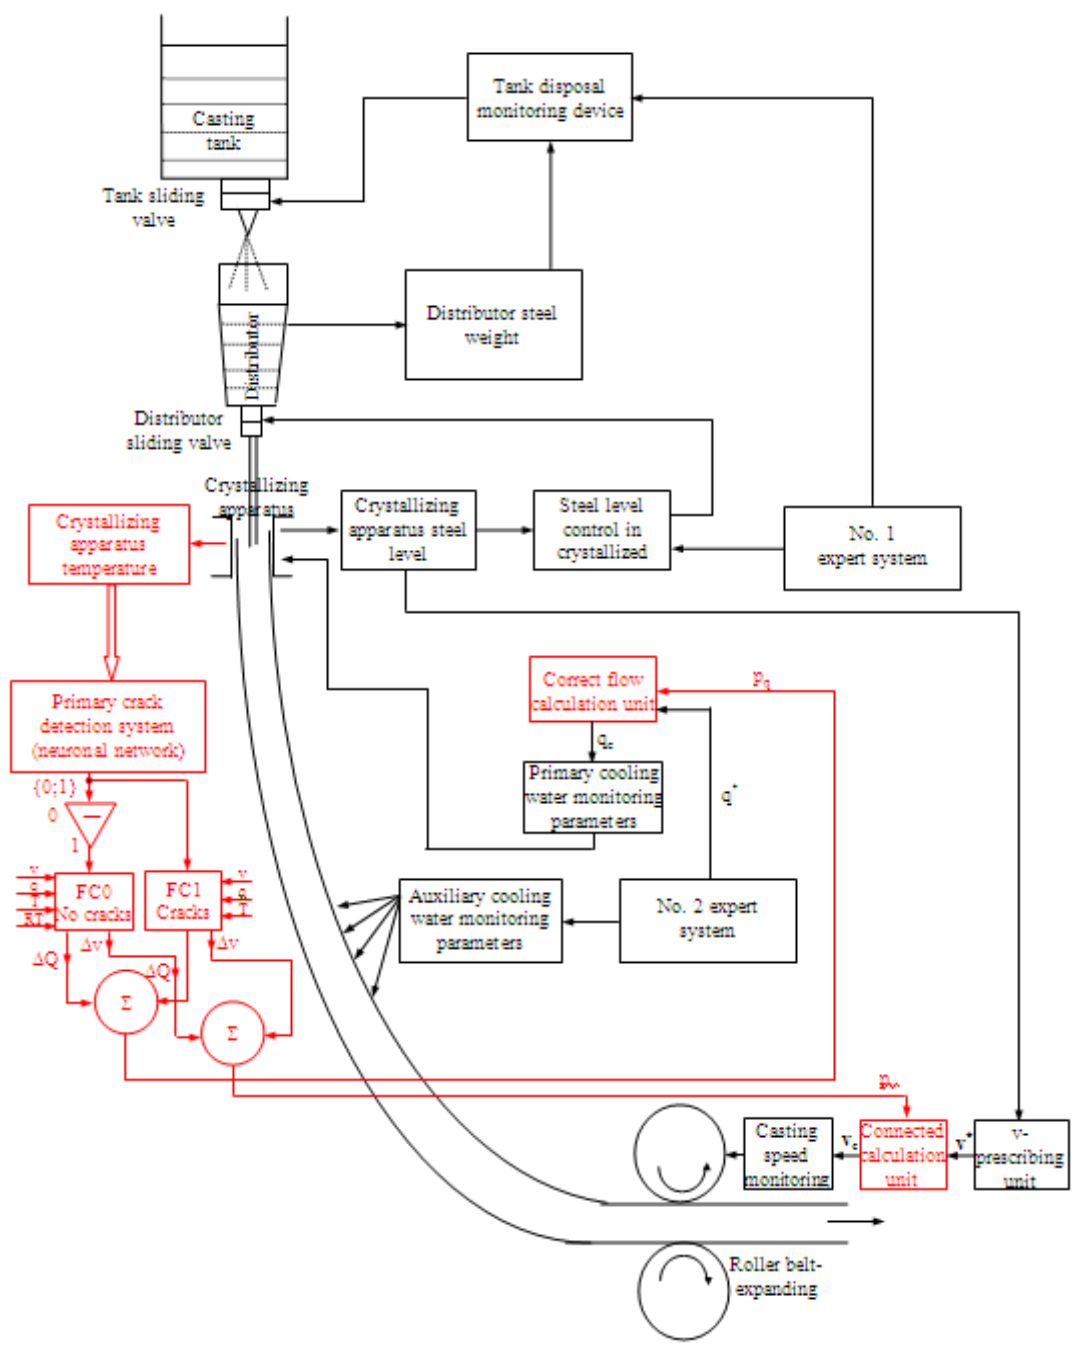 Tank disposal
monitoring device
Casting
tank
Tank sliding
valve
Distributor steel
weight
Distributor
Distributor
sliding valve
Crystallizing
apparatus
Crystallizing
apparatus
temperature
Crystallizing
apparatus steel
level
Steel level
control in
crystallized
No. 1
expert system
Primary crack
detection system
(neuronal network)
Correct flow
calculation unit
p_q
q_c
q*
Primary cooling
water monitoring
parameters
{0;1}
0
1
FC0
No cracks
v
T
RT
FC1
Cracks
v
T
Auxiliary cooling
water monitoring
parameters
No. 2 expert
system
ΔQ
Δv
ΔQ
Δv
Σ
Σ
Casting
speed
monitoring
v_c
Connected
calculation
unit
v*
v-
prescribing
unit
Roller belt-
expanding